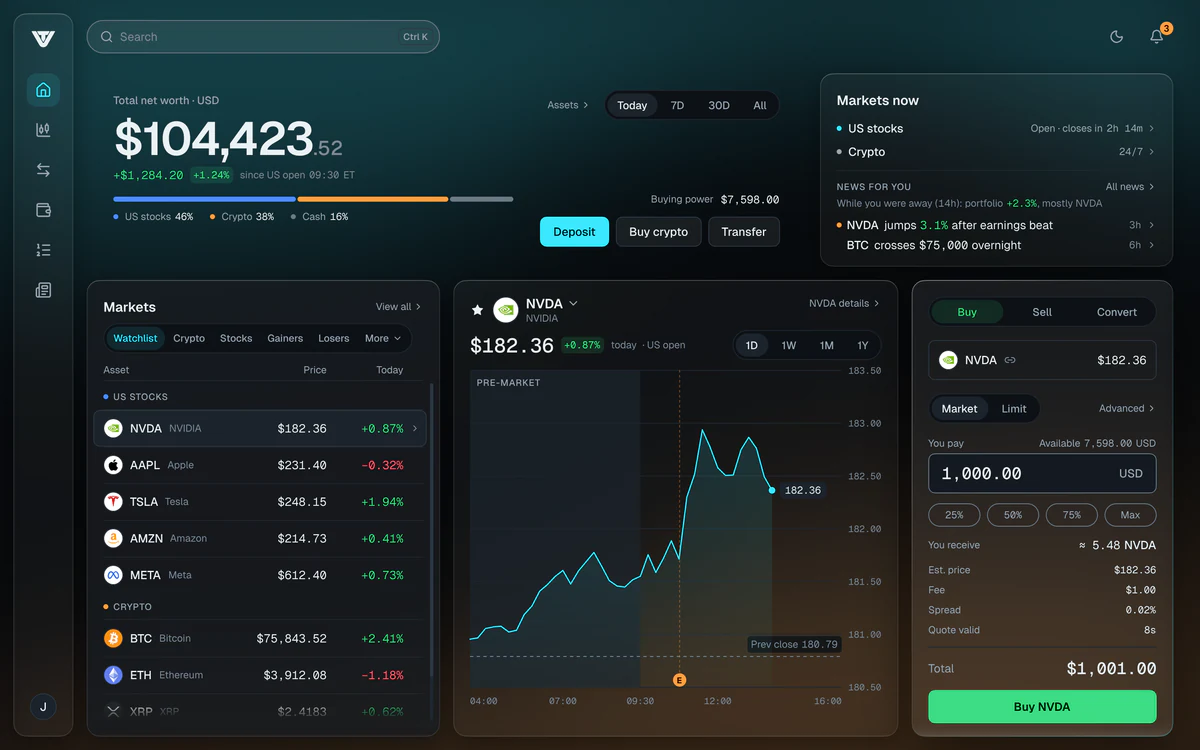 Search Ctrl K
3
Total net worth · USD
$104,423.52
+$1,284.20 +1.24% since US open 09:30 ET
US stocks 46% Crypto 38% Cash 16%
Assets Today 7D 30D All
Buying power $7,598.00
Deposit Buy crypto Transfer
Markets now
US stocks Open · closes in 2h 14m
Crypto 24/7
NEWS FOR YOU All news
While you were away (14h): portfolio +2.3%, mostly NVDA
NVDA jumps 3.1% after earnings beat 3h
BTC crosses $75,000 overnight 6h
Markets View all
Watchlist Crypto Stocks Gainers Losers More
Asset Price Today
US STOCKS
NVDA NVIDIA $182.36 +0.87%
AAPL Apple $231.40 −0.32%
TSLA Tesla $248.15 +1.94%
AMZN Amazon $214.73 +0.41%
META Meta $612.40 +0.73%
CRYPTO
BTC Bitcoin $75,843.52 +2.41%
ETH Ethereum $3,912.08 −1.18%
XRP XRP $2.4183 +0.62%
J
NVDA NVDA details
NVIDIA
$182.36 +0.87% today · US open
1D 1W 1M 1Y
PRE-MARKET
183.50
183.00
182.50
182.36
182.00
181.50
181.00
Prev close 180.79
180.50
E
04:00 07:00 09:30 12:00 16:00
Buy Sell Convert
NVDA $182.36
Market Limit Advanced
You pay Available 7,598.00 USD
1,000.00 USD
25% 50% 75% Max
You receive ≈ 5.48 NVDA
Est. price $182.36
Fee $1.00
Spread 0.02%
Quote valid 8s
Total $1,001.00
Buy NVDA